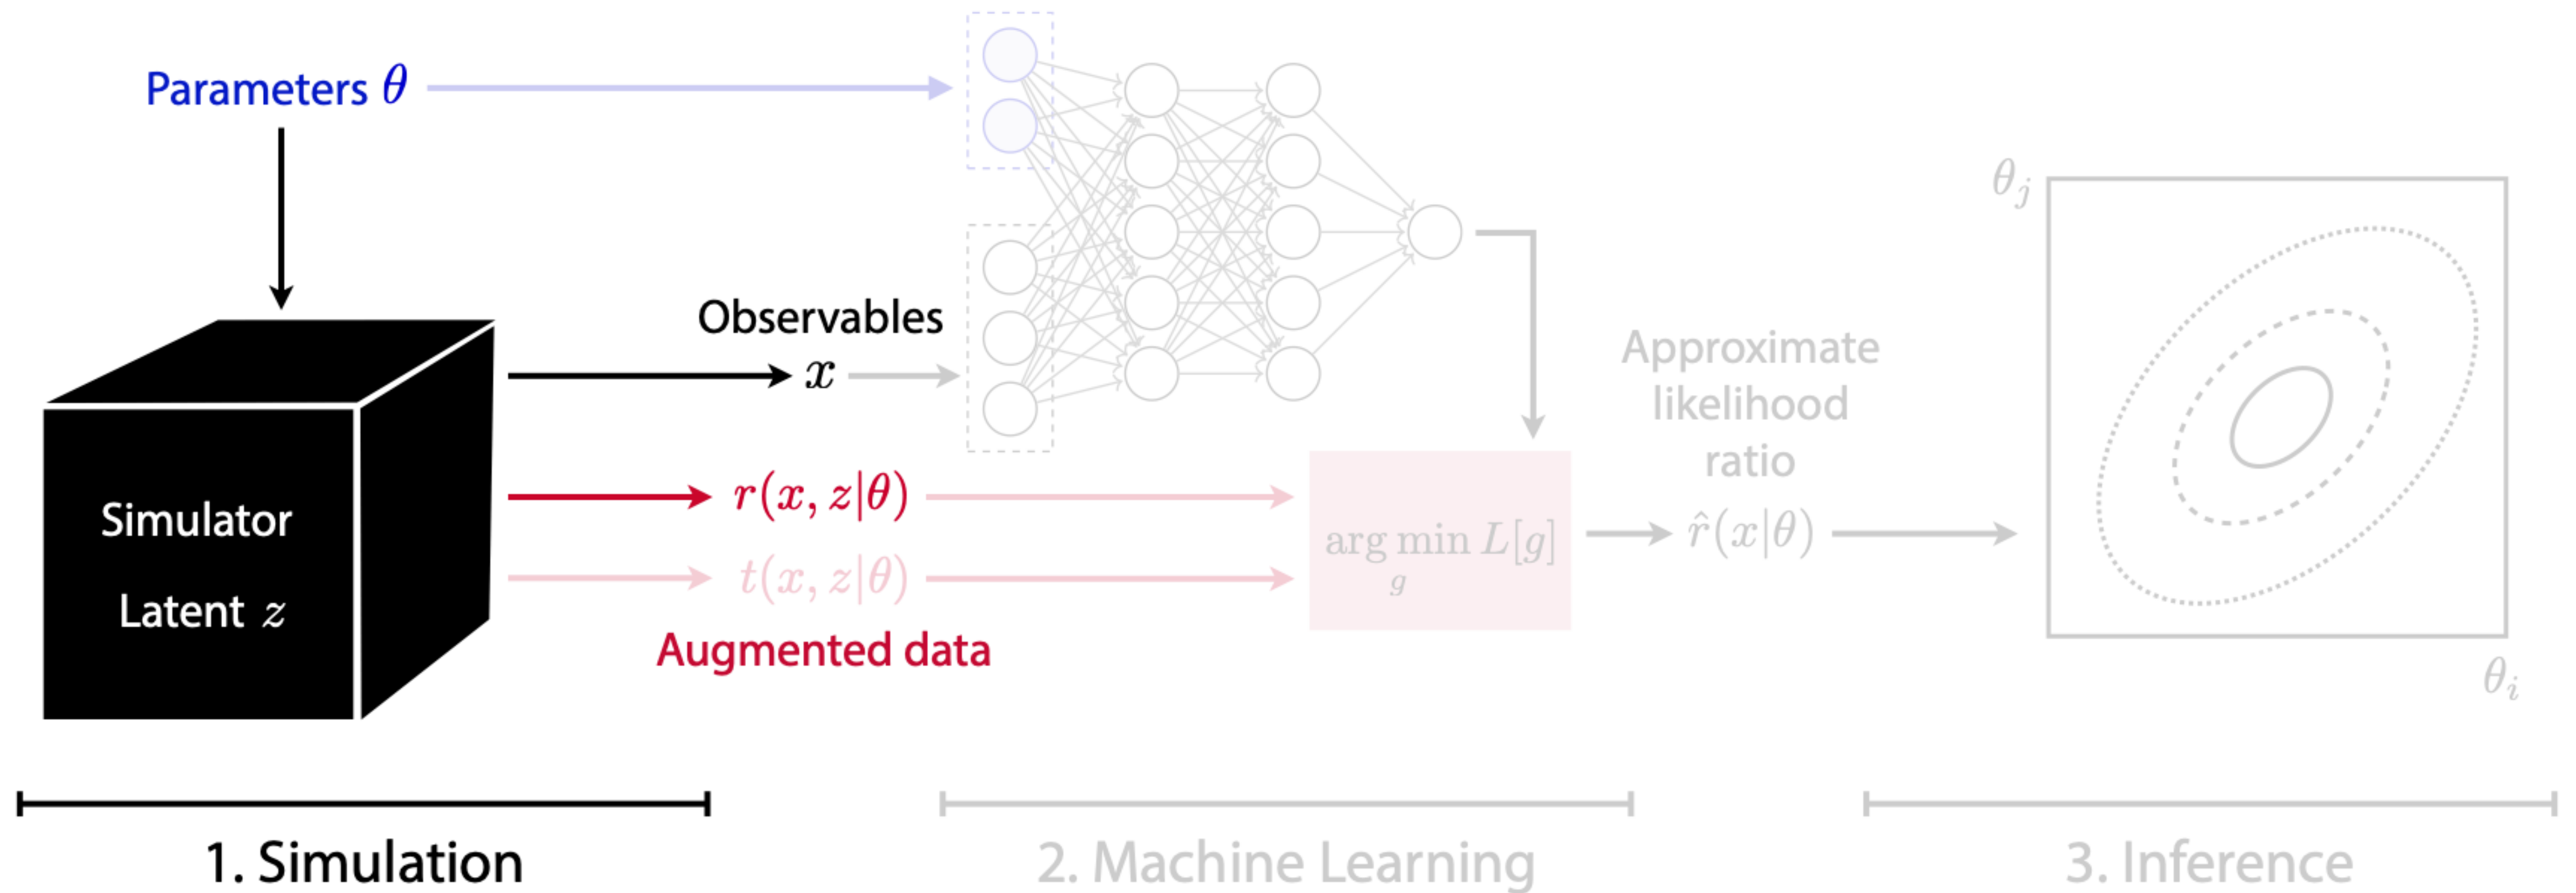 Parameters θ
Observables
x
r(x, z|θ)
t(x, z|θ)
Augmented data
Simulator
Latent z
arg min L[g]
g
Approximate
likelihood
ratio
r̂(x|θ)
θⱼ
θᵢ
1. Simulation
2. Machine Learning
3. Inference